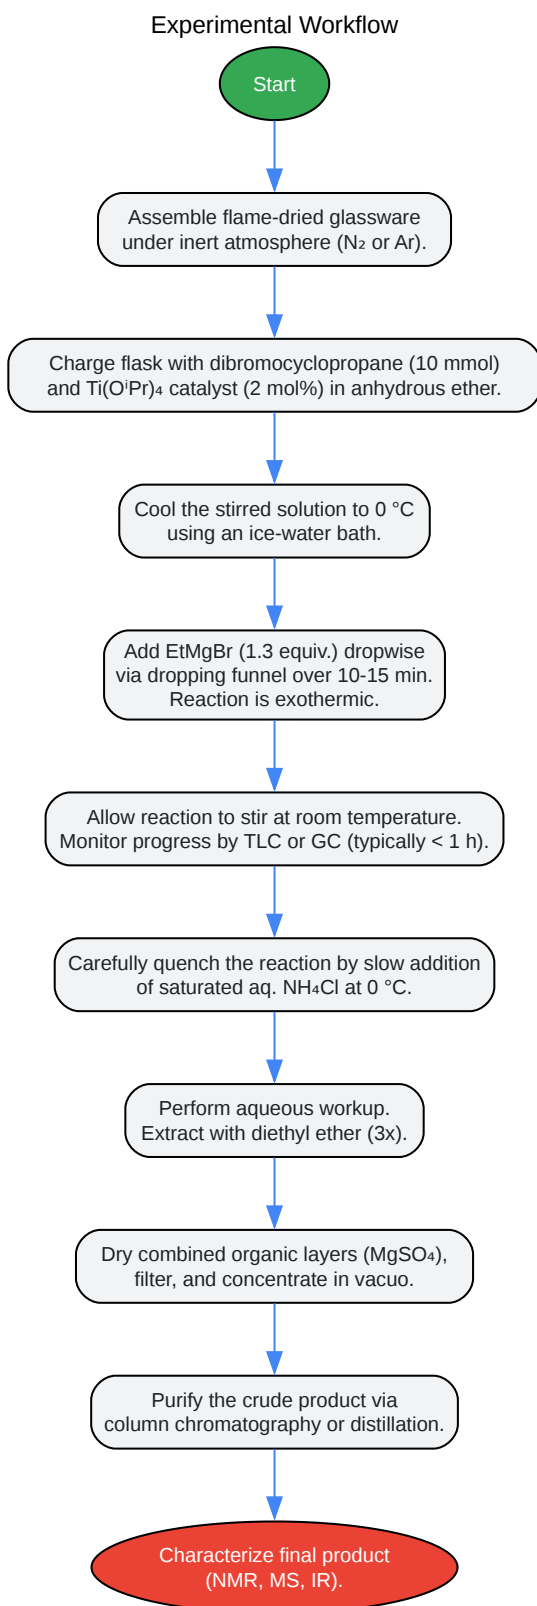 Experimental Workflow
Start
Assemble flame-dried glassware
under inert atmosphere (N₂ or Ar).
Charge flask with dibromocyclopropane (10 mmol)
and Ti(OⁱPr)₄ catalyst (2 mol%) in anhydrous ether.
Cool the stirred solution to 0 °C
using an ice-water bath.
Add EtMgBr (1.3 equiv.) dropwise
via dropping funnel over 10-15 min.
Reaction is exothermic.
Allow reaction to stir at room temperature.
Monitor progress by TLC or GC (typically < 1 h).
Carefully quench the reaction by slow addition
of saturated aq. NH₄Cl at 0 °C.
Perform aqueous workup.
Extract with diethyl ether (3x).
Dry combined organic layers (MgSO₄),
filter, and concentrate in vacuo.
Purify the crude product via
column chromatography or distillation.
Characterize final product
(NMR, MS, IR).